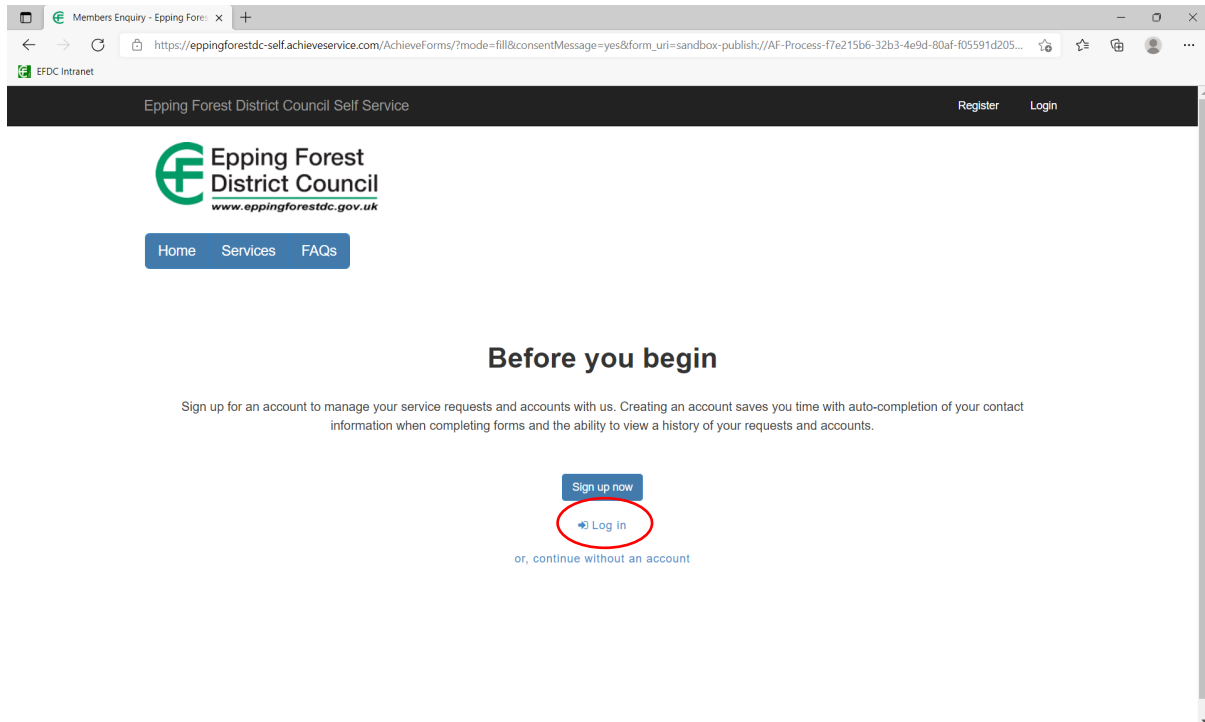 Members Enquiry - Epping Fores
https://eppingforestdc-self.achieveservice.com/AchieveForms/?mode=fill&consentMessage=yes&form_uri=sandbox-publish://AF-Process-f7e215b6-32b3-4e9d-80af-f05591d205...
EFDC Intranet
Epping Forest District Council Self Service Register Login
Epping Forest
District Council
www.eppingforestdc.gov.uk
Home Services FAQs
Before you begin
Sign up for an account to manage your service requests and accounts with us. Creating an account saves you time with auto-completion of your contact
information when completing forms and the ability to view a history of your requests and accounts.
Sign up now
Log in
or, continue without an account